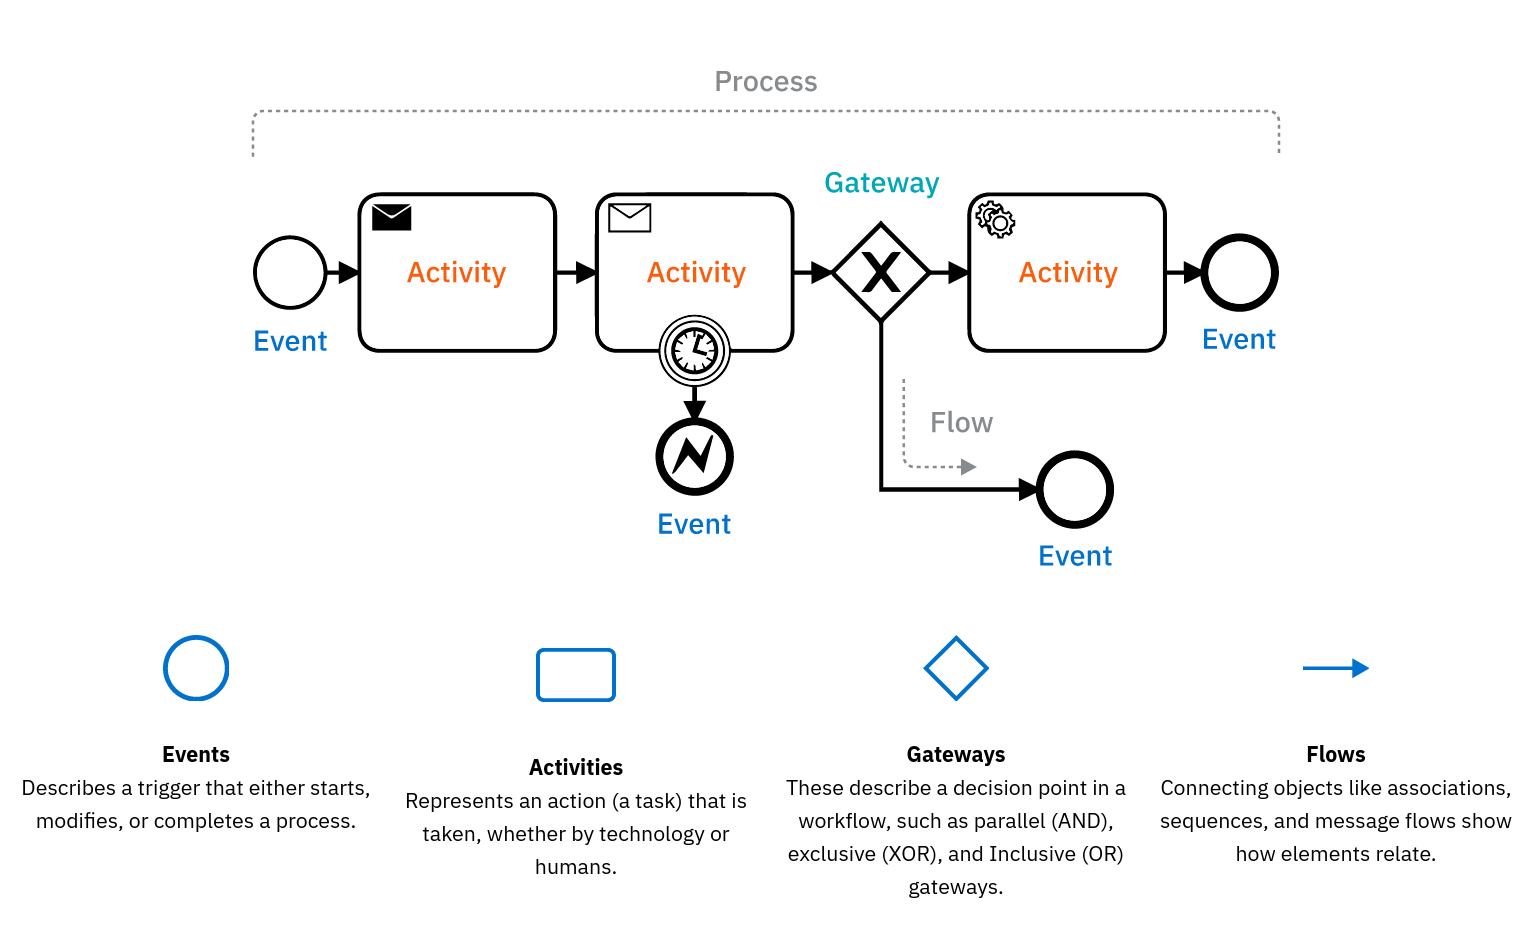 Process
Gateway
Activity
Activity
Activity
Event
Event
Flow
Event
Event
Events
Describes a trigger that either starts,
modifies, or completes a process.
Activities
Represents an action (a task) that is
taken, whether by technology or
humans.
Gateways
These describe a decision point in a
workflow, such as parallel (AND),
exclusive (XOR), and Inclusive (OR)
gateways.
Flows
Connecting objects like associations,
sequences, and message flows show
how elements relate.